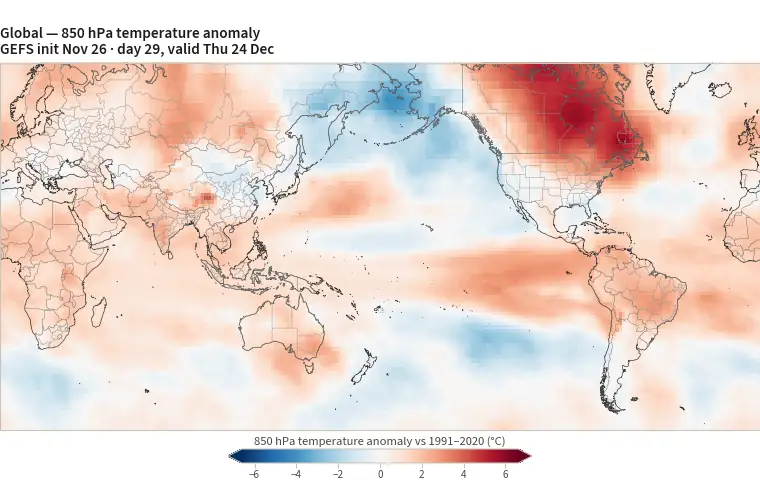 Global — 850 hPa temperature anomaly
GEFS init Nov 26 · day 29, valid Thu 24 Dec
850 hPa temperature anomaly vs 1991–2020 (°C)
−6 −4 −2 0 2 4 6